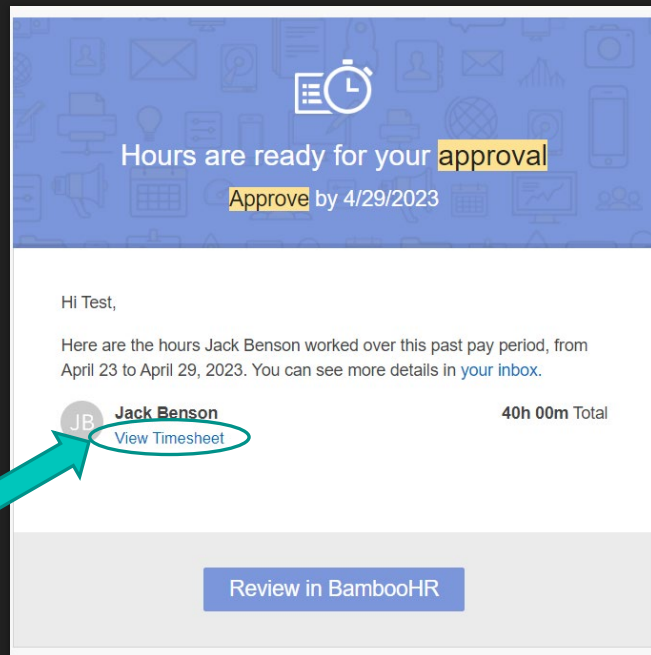 Hours are ready for your approval
Approve by 4/29/2023
Hi Test,
Here are the hours Jack Benson worked over this past pay period, from
April 23 to April 29, 2023. You can see more details in your inbox.
JB
Jack Benson 40h 00m Total
View Timesheet
Review in BambooHR